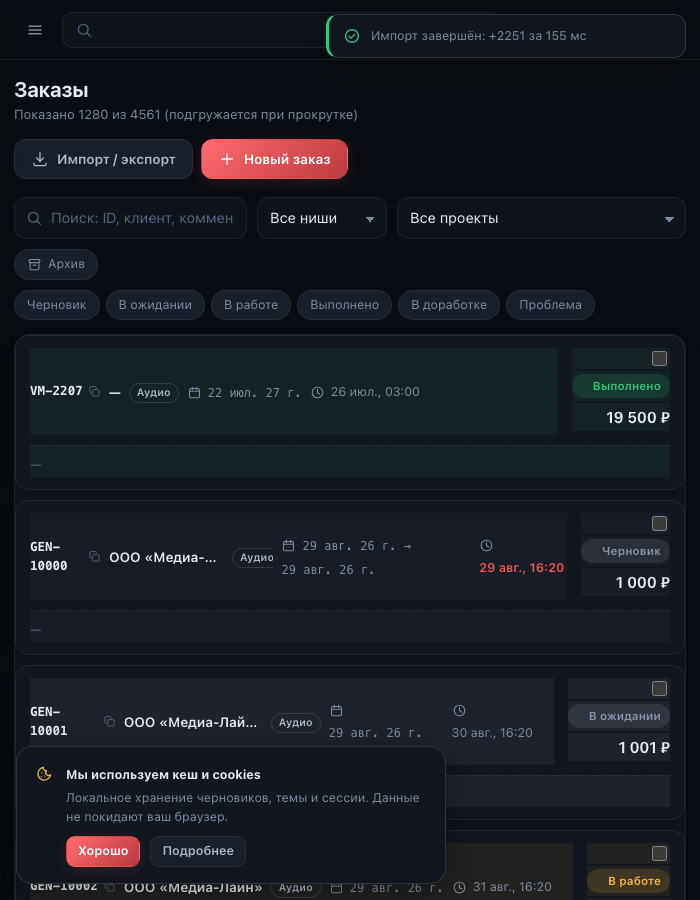 Импорт завершён: +2251 за 155 мс
Заказы
Показано 1280 из 4561 (подгружается при прокрутке)
Импорт / экспорт
Новый заказ
Поиск: ID, клиент, коммен
Все ниши
Все проекты
Архив
Черновик
В ожидании
В работе
Выполнено
В доработке
Проблема
VM-2207 — Аудио 22 июл. 27 г. 26 июл., 03:00
Выполнено
19 500 ₽
—
GEN-
10000
ООО «Медиа-...
Аудио
29 авг. 26 г. →
29 авг. 26 г.
29 авг., 16:20
Черновик
1 000 ₽
—
GEN-
10001
ООО «Медиа-Лай...
Аудио
29 авг. 26 г.
30 авг., 16:20
В ожидании
1 001 ₽
Мы используем кеш и cookies
Локальное хранение черновиков, темы и сессии. Данные
не покидают ваш браузер.
Хорошо
Подробнее
GEN-10002 ООО «Медиа-Лайн» Аудио 29 авг. 26 г. 31 авг., 16:20
В работе